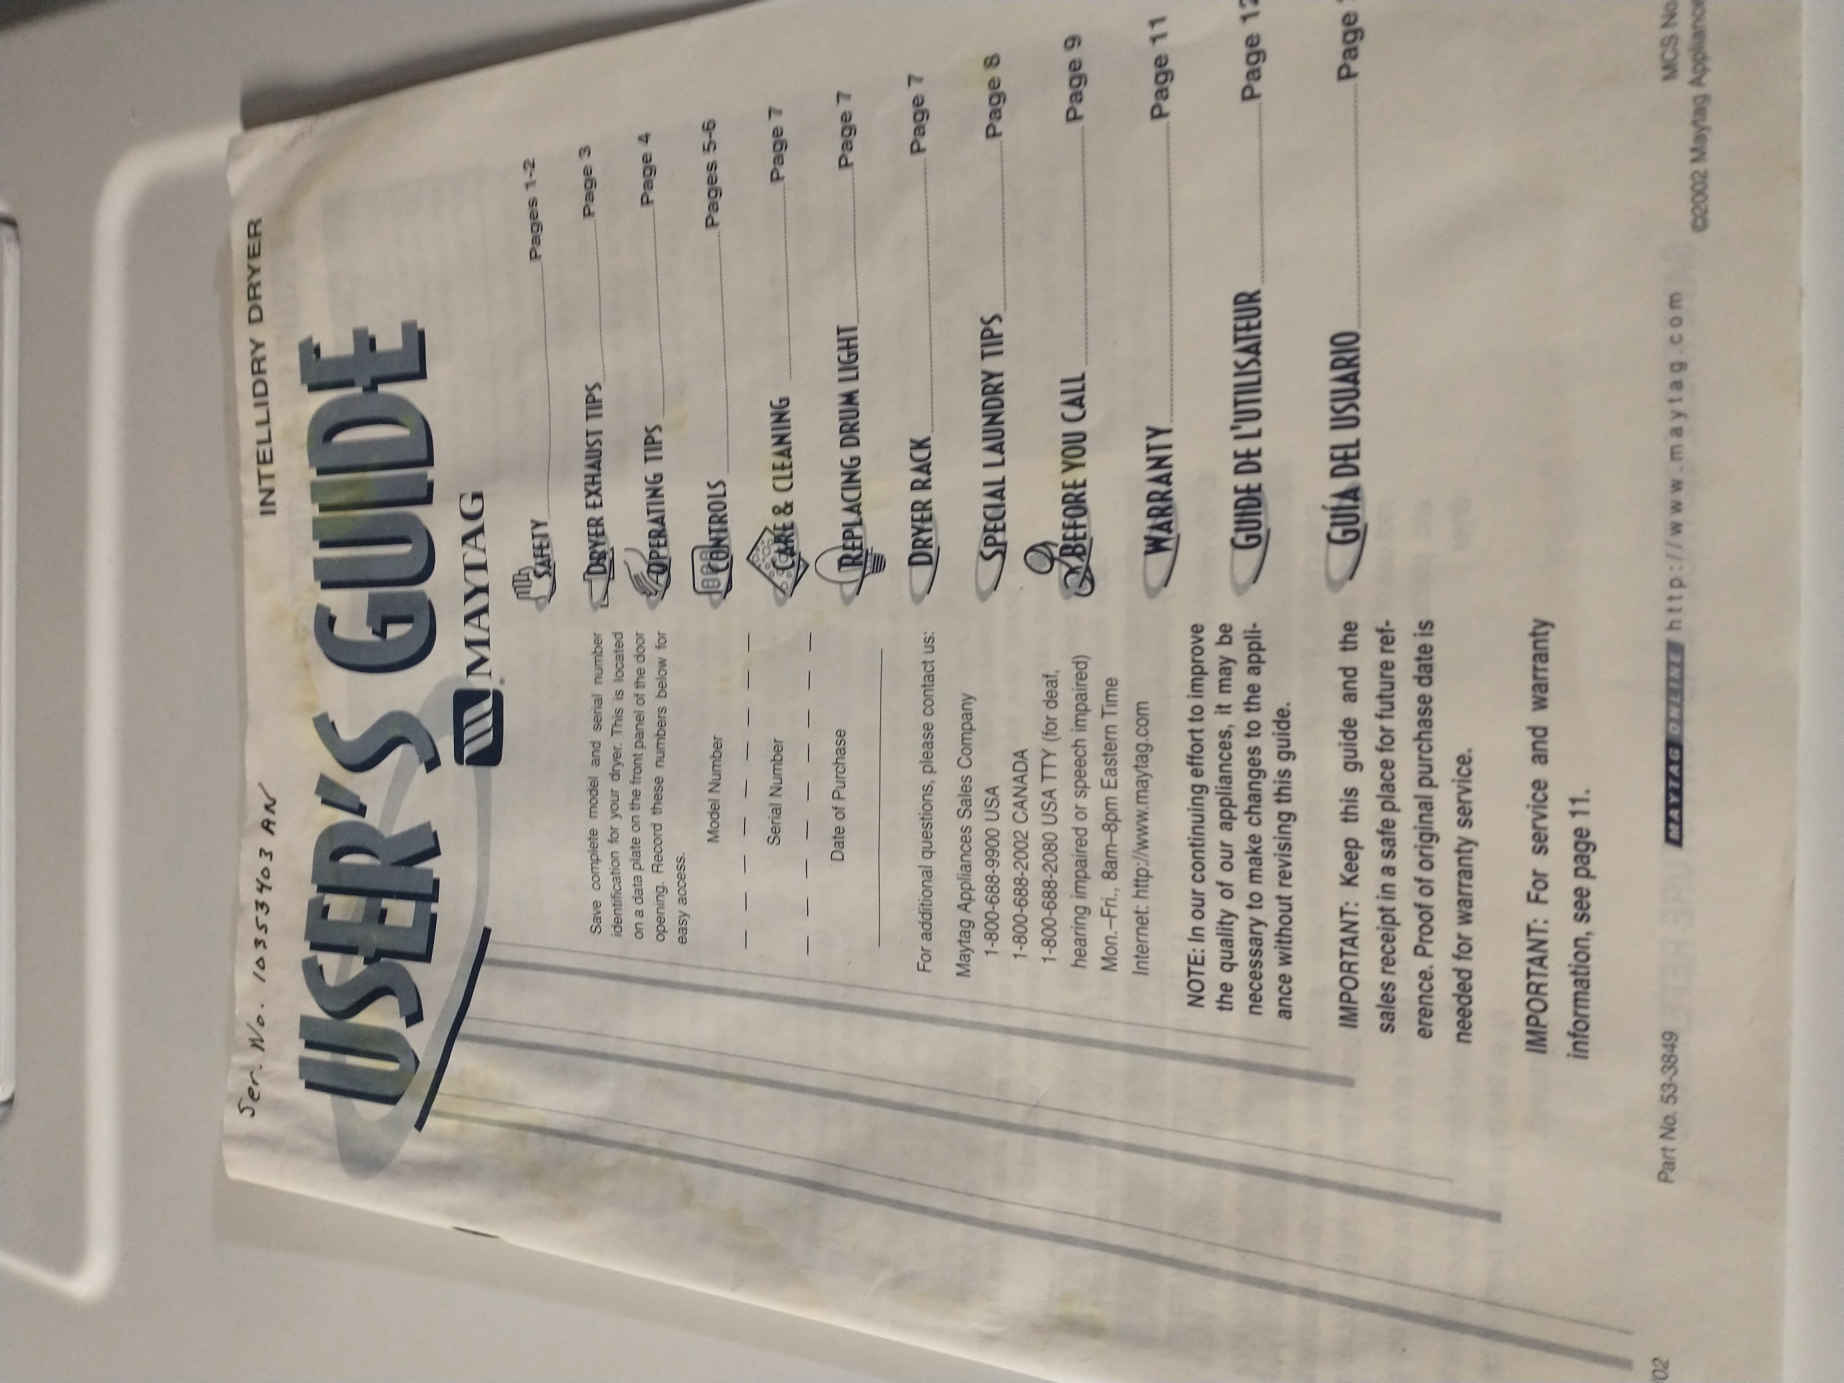 Ser. No. 10353403 AN
INTELLIDRY DRYER
USER'S GUIDE
MAYTAG
Save complete model and serial number
identification for your dryer. This is located
on a data plate on the front panel of the door
opening. Record these numbers below for
easy access.
Model Number
Serial Number
Date of Purchase
For additional questions, please contact us:
Maytag Appliances Sales Company
1-800-688-9900 USA
1-800-688-2002 CANADA
1-800-688-2080 USA TTY (for deaf,
hearing impaired or speech impaired)
Mon.–Fri., 8am–8pm Eastern Time
Internet: http://www.maytag.com
NOTE: In our continuing effort to improve
the quality of our appliances, it may be
necessary to make changes to the appli-
ance without revising this guide.
IMPORTANT: Keep this guide and the
sales receipt in a safe place for future ref-
erence. Proof of original purchase date is
needed for warranty service.
IMPORTANT: For service and warranty
information, see page 11.
SAFETY Pages 1-2
DRYER EXHAUST TIPS Page 3
OPERATING TIPS Page 4
CONTROLS Pages 5-6
CARE & CLEANING Page 7
REPLACING DRUM LIGHT Page 7
DRYER RACK Page 7
SPECIAL LAUNDRY TIPS Page 8
BEFORE YOU CALL Page 9
WARRANTY Page 11
GUIDE DE L'UTILISATEUR Page 12
GUÍA DEL USUARIO Page
Part No. 53-3849
MAYTAG ONLINE http://www.maytag.com
MCS No
©2002 Maytag Appliance
/02